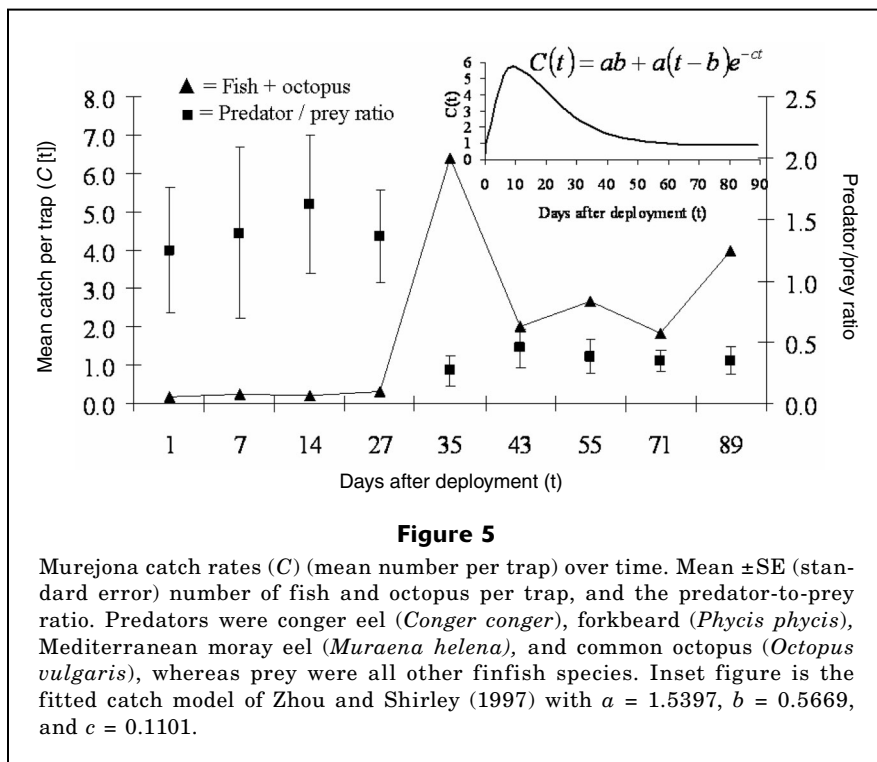 C(t) = ab + a(t − b)e^{−ct}
▲ = Fish + octopus
■ = Predator / prey ratio
8.0
7.0
6.0
5.0
4.0
3.0
2.0
1.0
0.0
Mean catch per trap (C [t])
6
5
4
3
2
1
0
C(t)
0 10 20 30 40 50 60 70 80 90
Days after deployment (t)
2.5
2.0
1.5
1.0
0.5
0.0
Predator/prey ratio
1 7 14 27 35 43 55 71 89
Days after deployment (t)
Figure 5
Murejona catch rates (C) (mean number per trap) over time. Mean ±SE (stan-
dard error) number of fish and octopus per trap, and the predator-to-prey
ratio. Predators were conger eel (Conger conger), forkbeard (Phycis phycis),
Mediterranean moray eel (Muraena helena), and common octopus (Octopus
vulgaris), whereas prey were all other finfish species. Inset figure is the
fitted catch model of Zhou and Shirley (1997) with a = 1.5397, b = 0.5669,
and c = 0.1101.